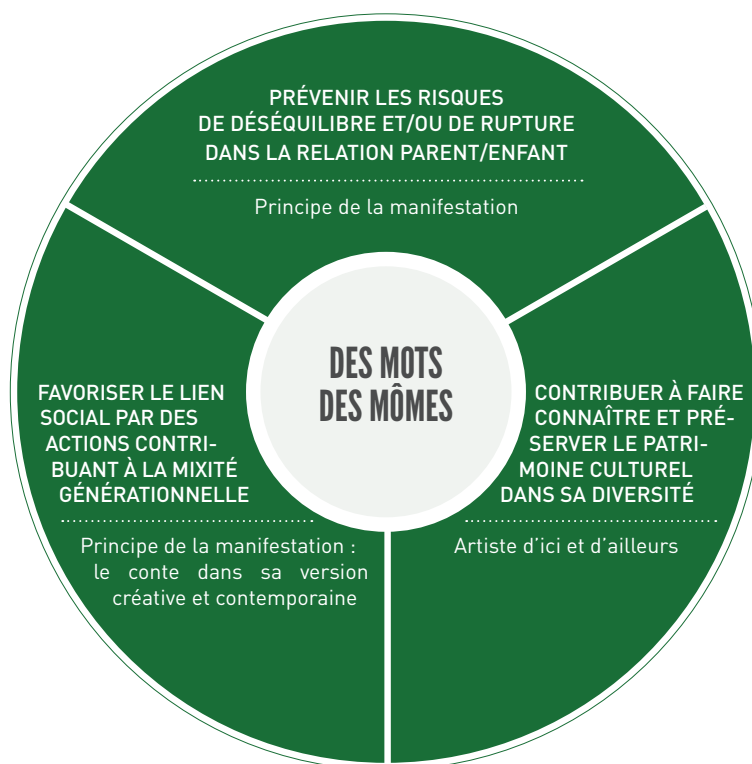 PRÉVENIR LES RISQUES
DE DÉSÉQUILIBRE ET/OU DE RUPTURE
DANS LA RELATION PARENT/ENFANT
Principe de la manifestation
DES MOTS
DES MÔMES
FAVORISER LE LIEN
SOCIAL PAR DES
ACTIONS CONTRI-
BUANT À LA MIXITÉ
GÉNÉRATIONNELLE
Principe de la manifestation :
le conte dans sa version
créative et contemporaine
CONTRIBUER À FAIRE
CONNAÎTRE ET PRÉ-
SERVER LE PATRI-
MOINE CULTUREL
DANS SA DIVERSITÉ
Artiste d'ici et d'ailleurs